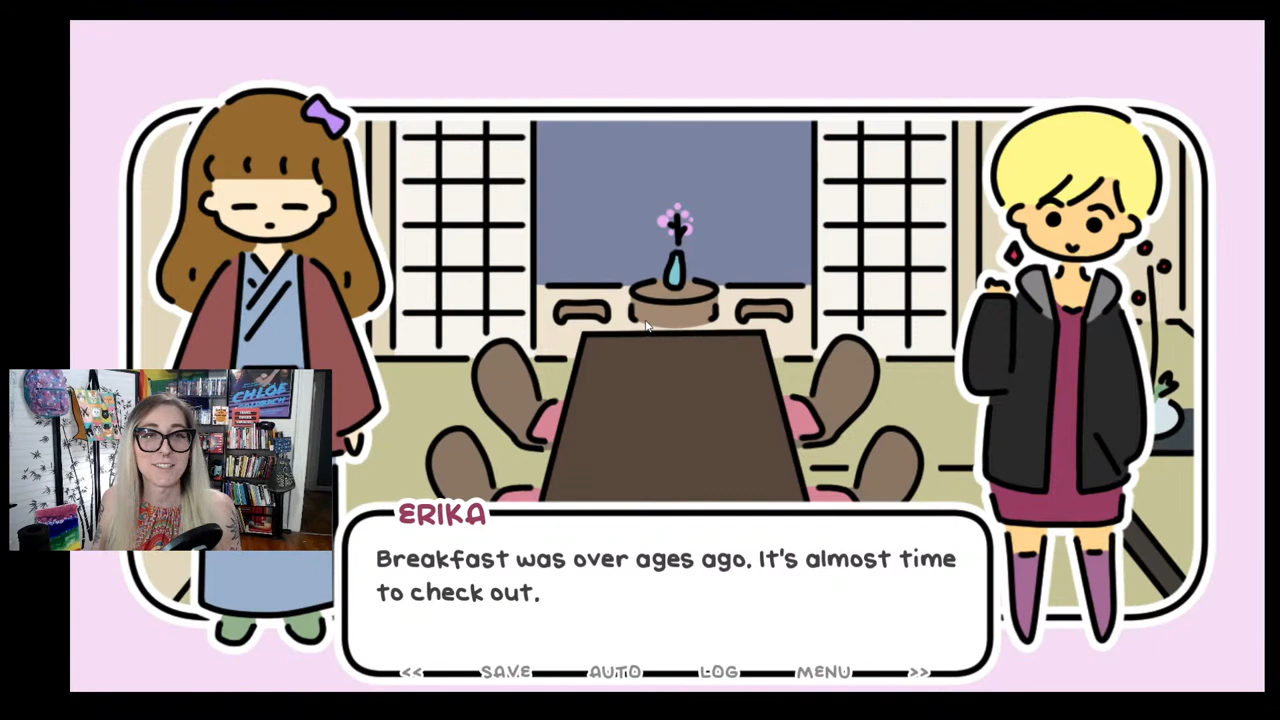 CHLOE
ERIKA
Breakfast was over ages ago. It's almost time
to check out.
<< SAVE AUTO LOG MENU >>